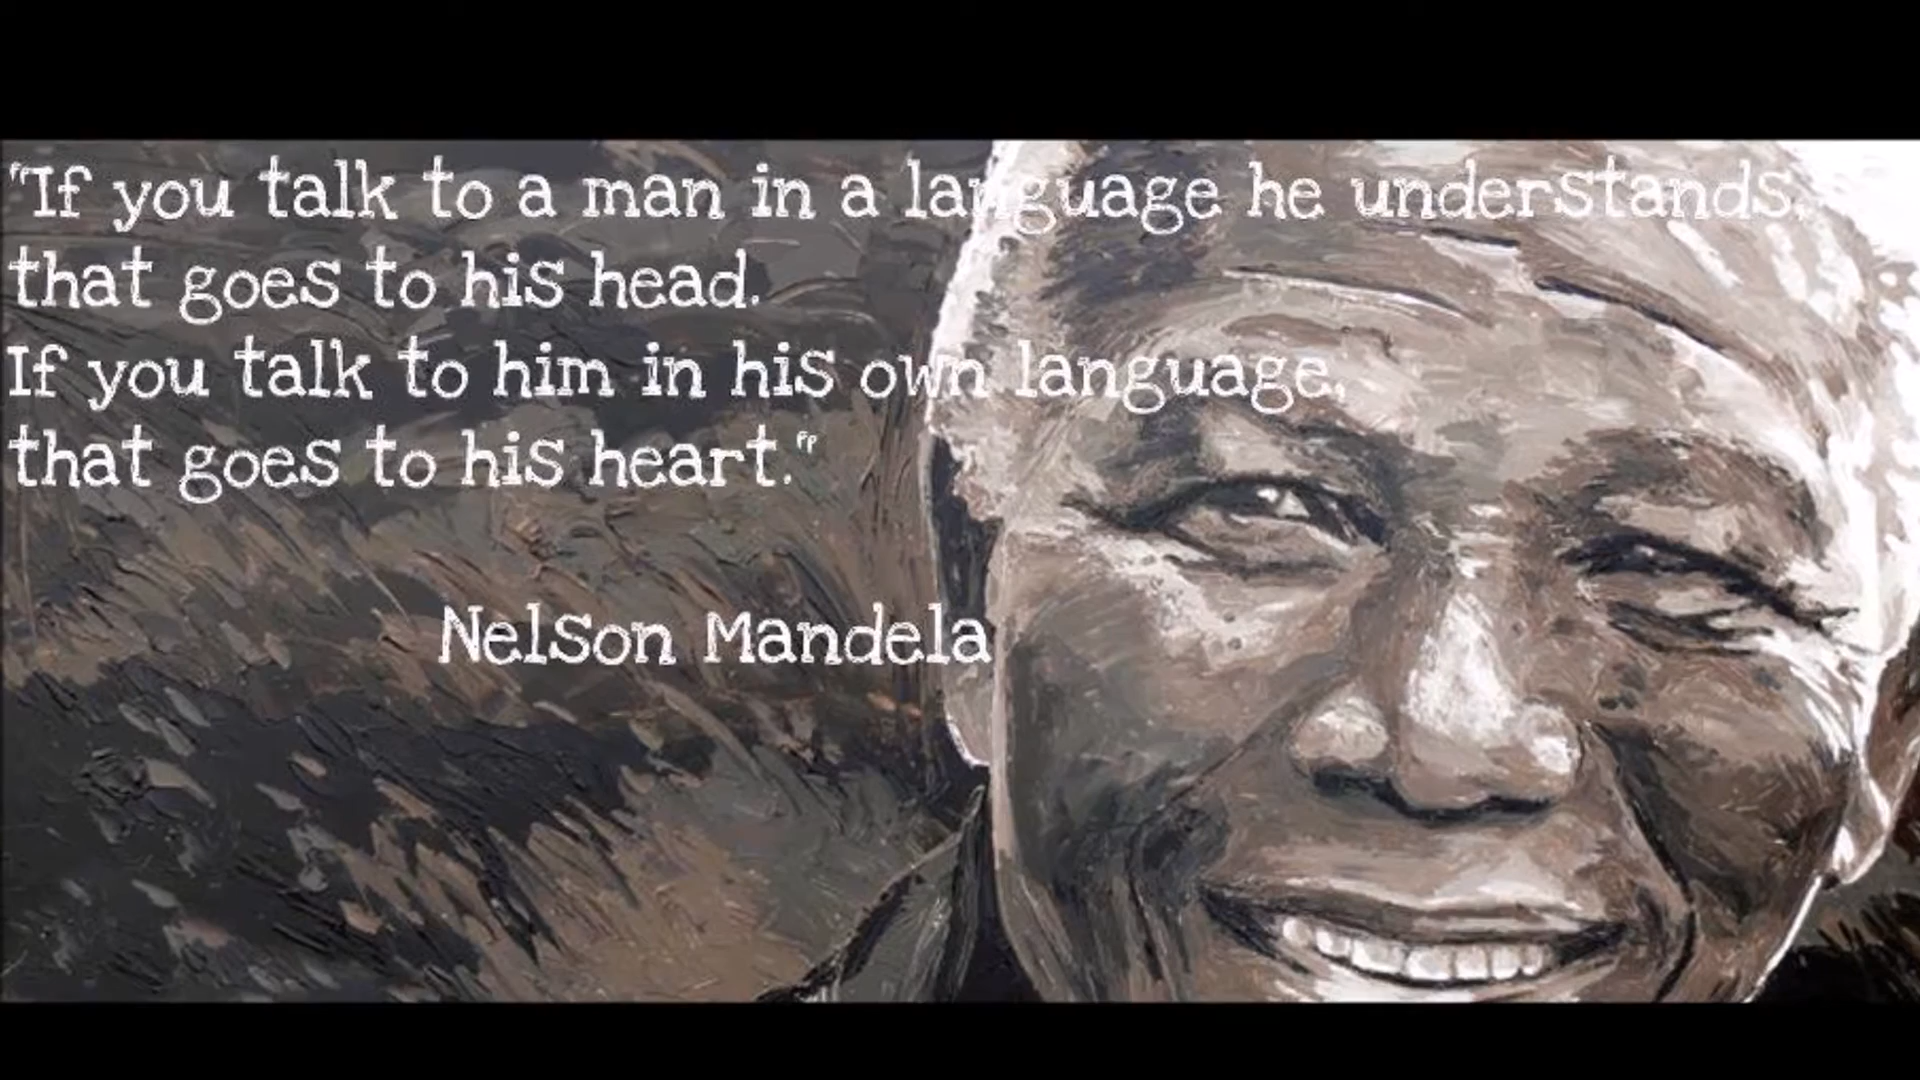 "If you talk to a man in a language he understands,
that goes to his head.
If you talk to him in his own language,
that goes to his heart."
Nelson Mandela